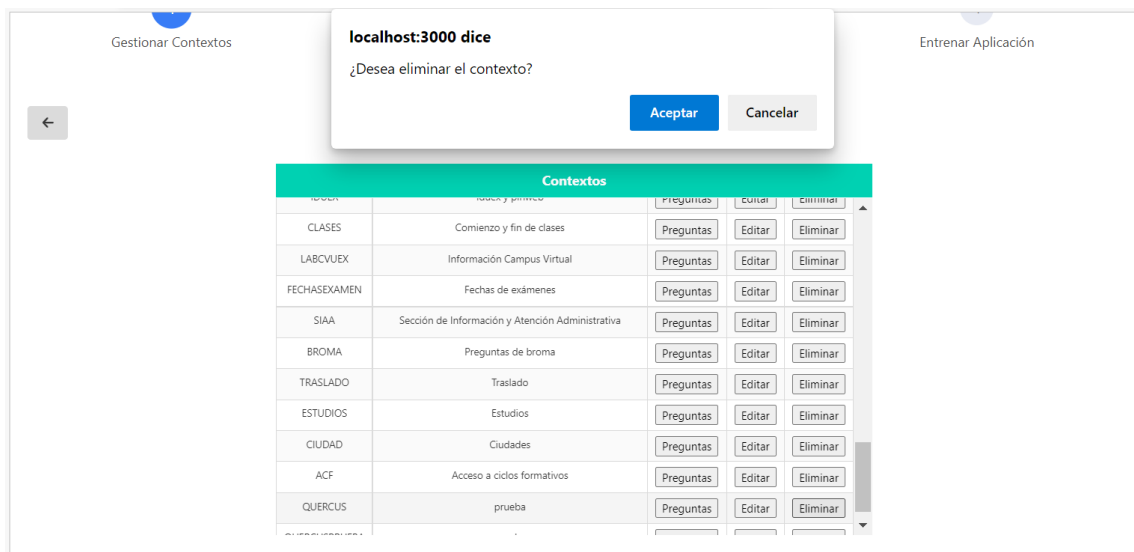 localhost:3000 dice
¿Desea eliminar el contexto?
Aceptar Cancelar
Gestionar Contextos Entrenar Aplicación
Contextos
Preguntas Editar Eliminar
CLASES Comienzo y fin de clases Preguntas Editar Eliminar
LABCVUEX Información Campus Virtual Preguntas Editar Eliminar
FECHASEXAMEN Fechas de exámenes Preguntas Editar Eliminar
SIAA Sección de Información y Atención Administrativa Preguntas Editar Eliminar
BROMA Preguntas de broma Preguntas Editar Eliminar
TRASLADO Traslado Preguntas Editar Eliminar
ESTUDIOS Estudios Preguntas Editar Eliminar
CIUDAD Ciudades Preguntas Editar Eliminar
ACF Acceso a ciclos formativos Preguntas Editar Eliminar
QUERCUS prueba Preguntas Editar Eliminar